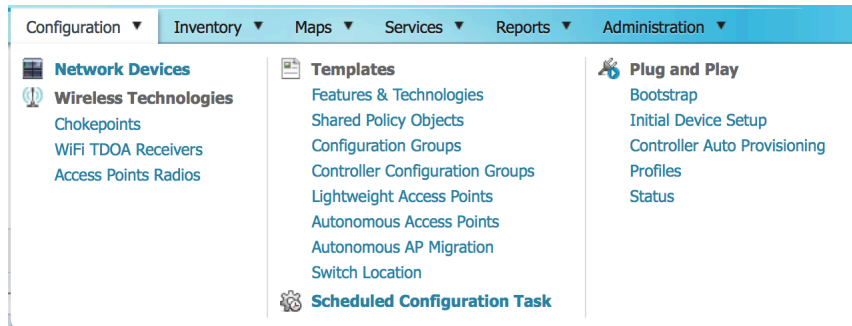 Configuration ▼ Inventory ▼ Maps ▼ Services ▼ Reports ▼ Administration ▼
Network Devices
Wireless Technologies
Chokepoints
WiFi TDOA Receivers
Access Points Radios
Templates
Features & Technologies
Shared Policy Objects
Configuration Groups
Controller Configuration Groups
Lightweight Access Points
Autonomous Access Points
Autonomous AP Migration
Switch Location
Scheduled Configuration Task
Plug and Play
Bootstrap
Initial Device Setup
Controller Auto Provisioning
Profiles
Status